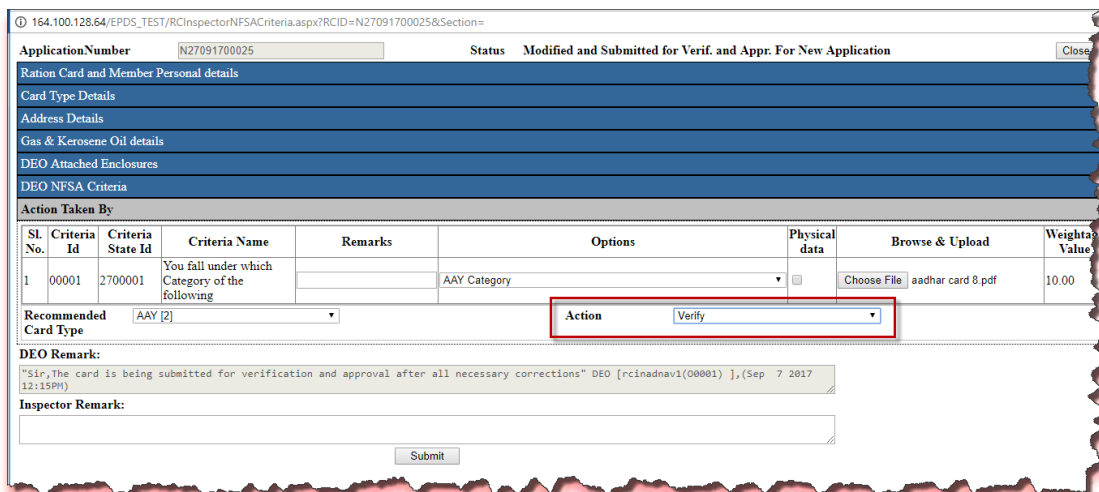 164.100.128.64/EPDS_TEST/RCInspectorNFSACriteria.aspx?RCID=N27091700025&Section=
ApplicationNumber N27091700025 Status Modified and Submitted for Verif. and Appr. For New Application Close
Ration Card and Member Personal details
Card Type Details
Address Details
Gas & Kerosene Oil details
DEO Attached Enclosures
DEO NFSA Criteria
Action Taken By
Sl. No. Criteria Id Criteria State Id Criteria Name Remarks Options Physical data Browse & Upload Weightag Value
1 00001 2700001 You fall under which Category of the following AAY Category Choose File aadhar card 8.pdf 10.00
Recommended Card Type AAY [2] Action Verify
DEO Remark:
"Sir,The card is being submitted for verification and approval after all necessary corrections" DEO [rcinadnav1(O0001) ],(Sep 7 2017
12:15PM)
Inspector Remark:
Submit